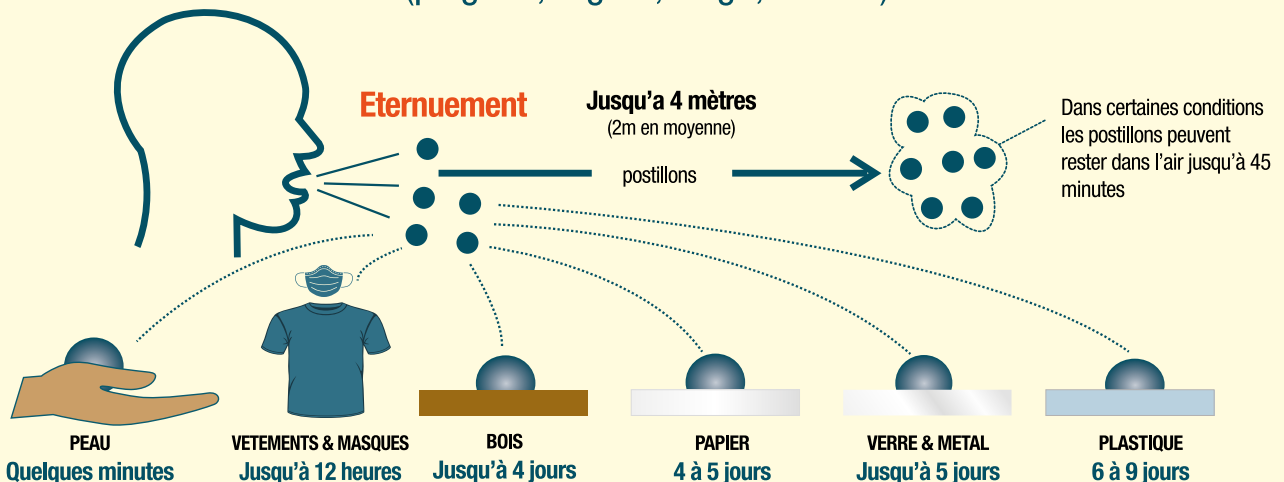 Eternuement
Jusqu'a 4 mètres
(2m en moyenne)
postillons
Dans certaines conditions
les postillons peuvent
rester dans l'air jusqu'à 45
minutes
PEAU
Quelques minutes
VETEMENTS & MASQUES
Jusqu'à 12 heures
BOIS
Jusqu'à 4 jours
PAPIER
4 à 5 jours
VERRE & METAL
Jusqu'à 5 jours
PLASTIQUE
6 à 9 jours